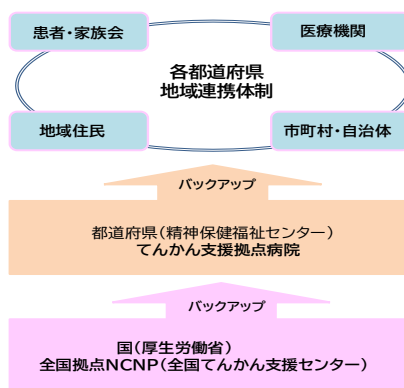 患者・家族会
医療機関
各都道府県
地域連携体制
地域住民
市町村・自治体
バックアップ
都道府県(精神保健福祉センター)
てんかん支援拠点病院
バックアップ
国(厚生労働省)
全国拠点NCNP(全国てんかん支援センター)